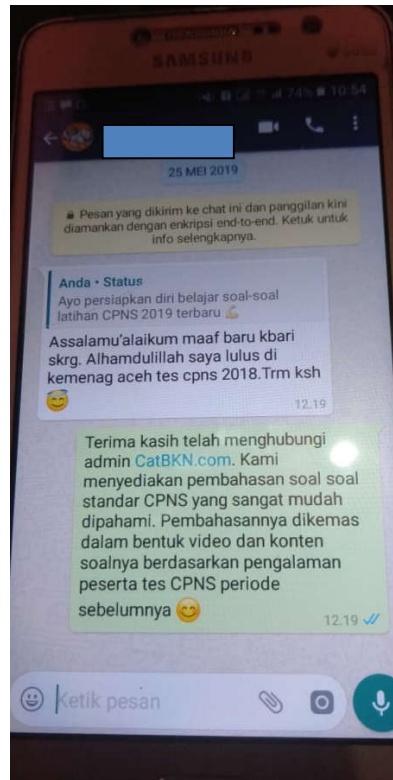 SAMSUNG
74% 10:54
25 MEI 2019
Pesan yang dikirim ke chat ini dan panggilan kini
diamankan dengan enkripsi end-to-end. Ketuk untuk
info selengkapnya.
Anda • Status
Ayo persiapkan diri belajar soal-soal
latihan CPNS 2019 terbaru 💪
Assalamu'alaikum maaf baru kbari
skrg. Alhamdulillah saya lulus di
kemenag aceh tes cpns 2018.Trm ksh
😇
12.19
Terima kasih telah menghubungi
admin CatBKN.com. Kami
menyediakan pembahasan soal soal
standar CPNS yang sangat mudah
dipahami. Pembahasannya dikemas
dalam bentuk video dan konten
soalnya berdasarkan pengalaman
peserta tes CPNS periode
sebelumnya 😊
12.19
Ketik pesan